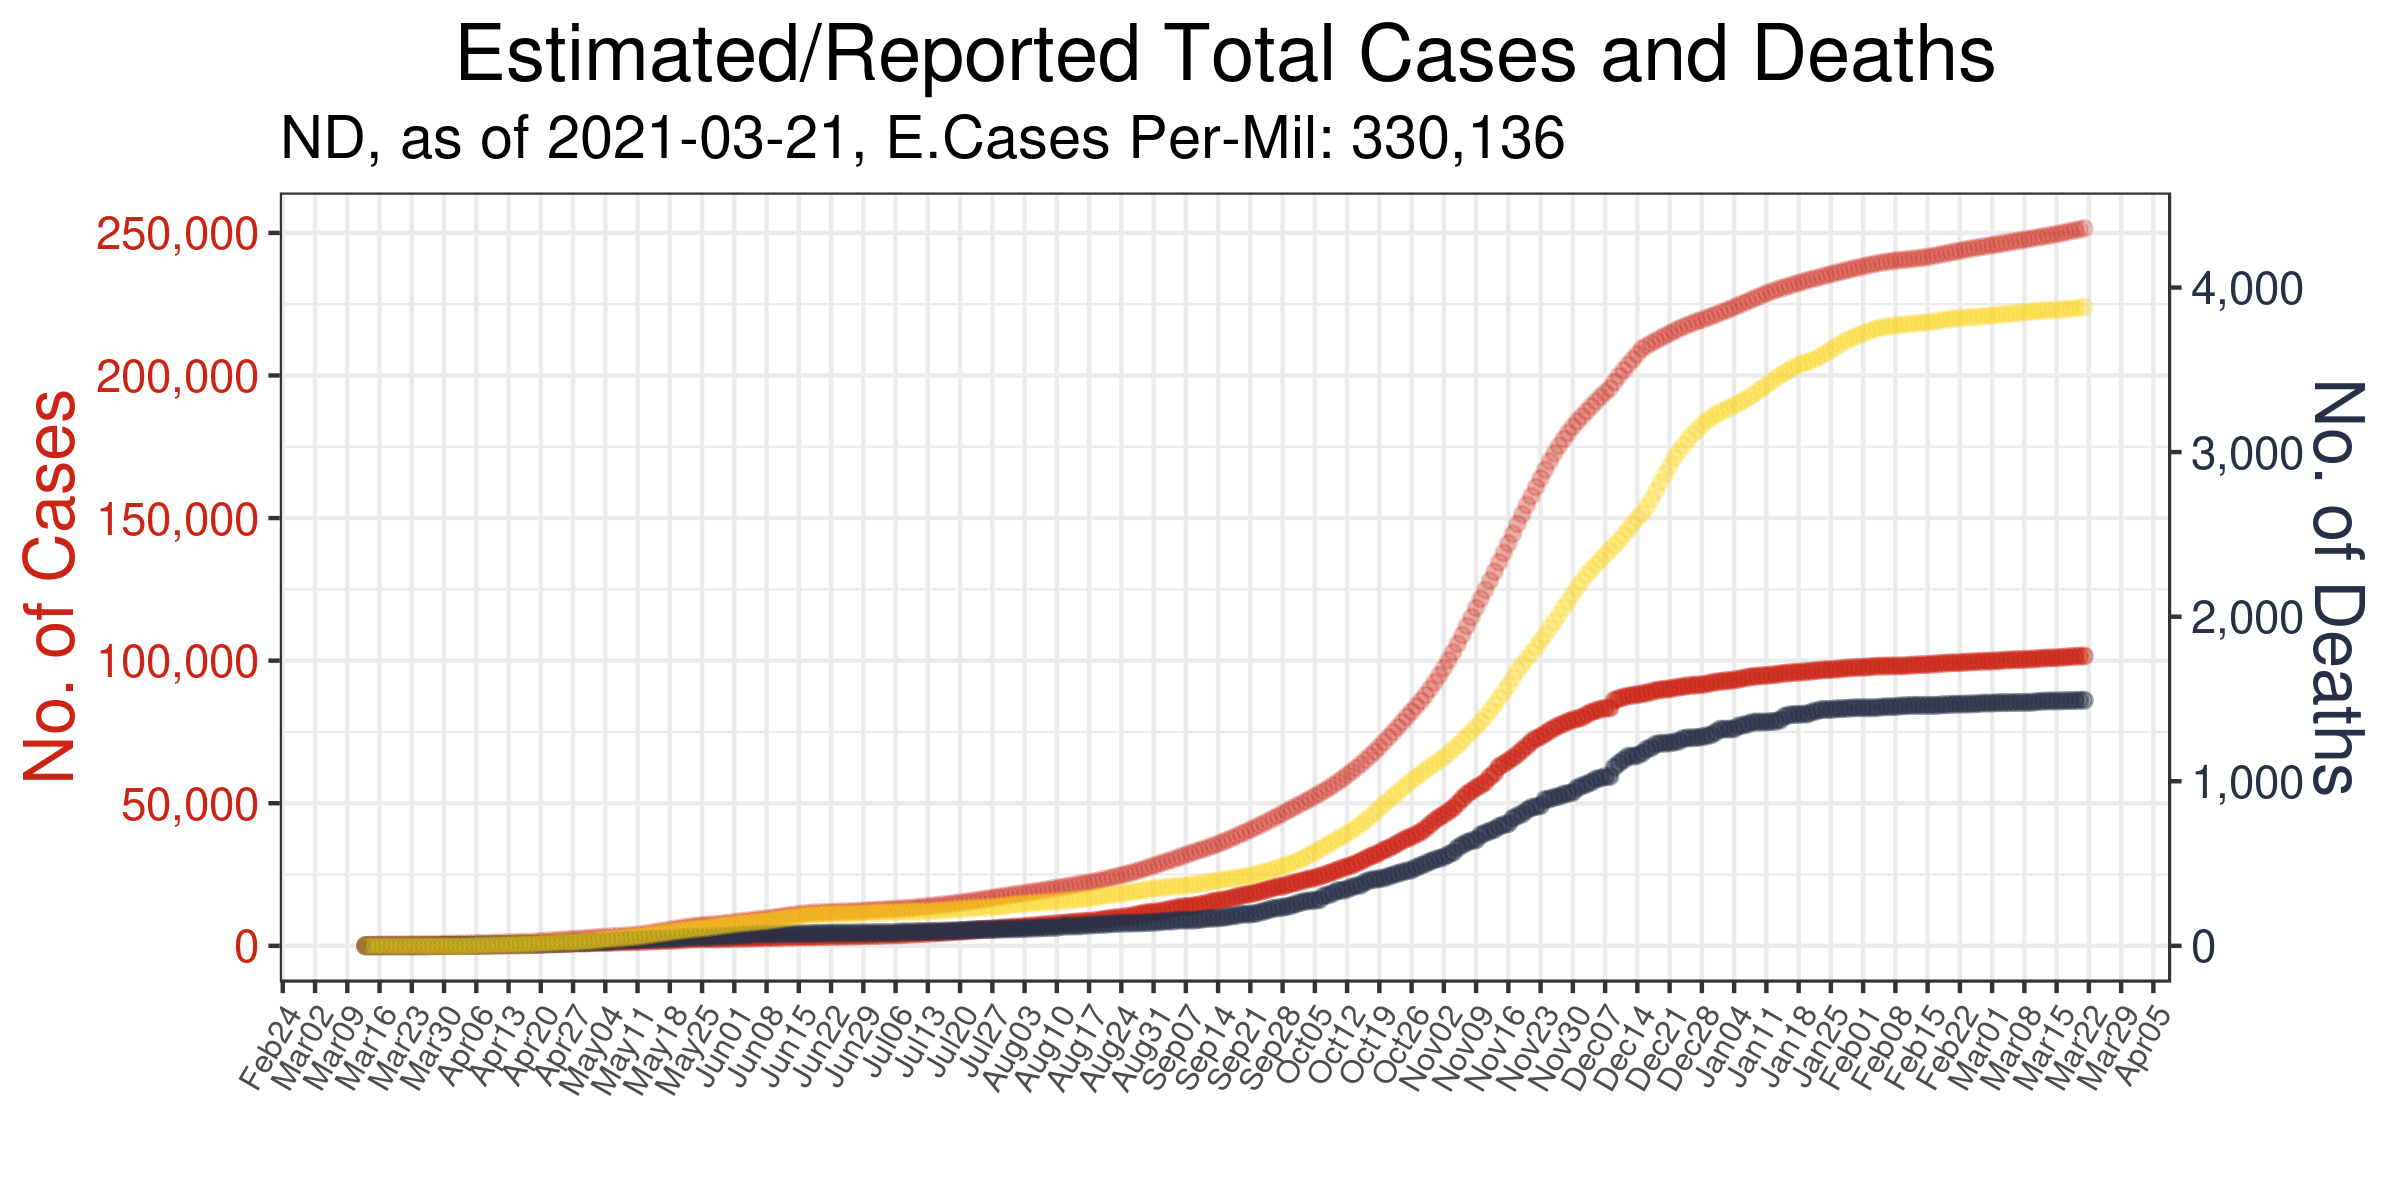 Estimated/Reported Total Cases and Deaths
ND, as of 2021-03-21, E.Cases Per-Mil: 330,136
No. of Cases
250,000
200,000
150,000
100,000
50,000
0
4,000
3,000
2,000
1,000
0
No. of Deaths
Feb24
Mar02
Mar09
Mar16
Mar23
Mar30
Apr06
Apr13
Apr20
Apr27
May04
May11
May18
May25
Jun01
Jun08
Jun15
Jun22
Jun29
Jul06
Jul13
Jul20
Jul27
Aug03
Aug10
Aug17
Aug24
Aug31
Sep07
Sep14
Sep21
Sep28
Oct05
Oct12
Oct19
Oct26
Nov02
Nov09
Nov16
Nov23
Nov30
Dec07
Dec14
Dec21
Dec28
Jan04
Jan11
Jan18
Jan25
Feb01
Feb08
Feb15
Feb22
Mar01
Mar08
Mar15
Mar22
Mar29
Apr05